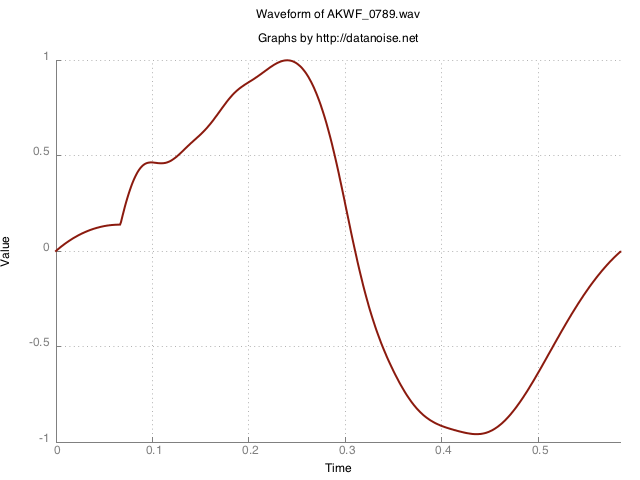 Waveform of AKWF_0789.wav
Graphs by http://datanoise.net
1
0.5
0
-0.5
-1
Value
0 0.1 0.2 0.3 0.4 0.5
Time